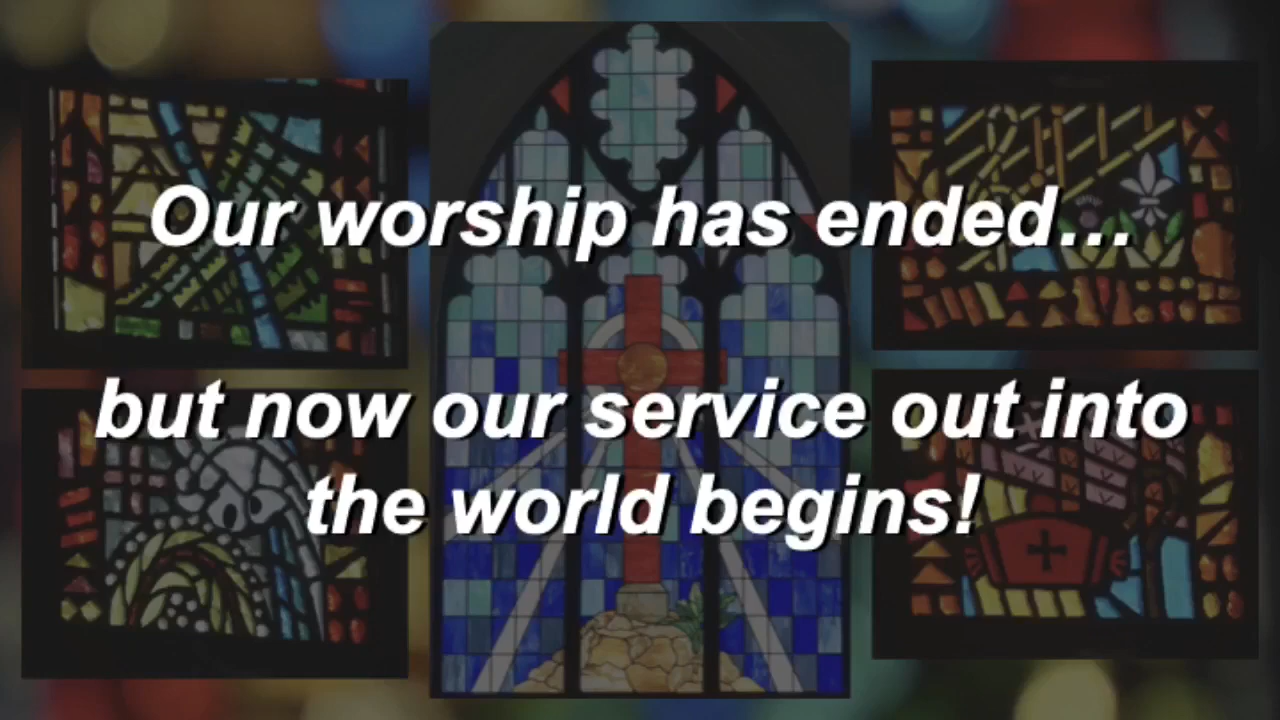 Our worship has ended…
but now our service out into
the world begins!